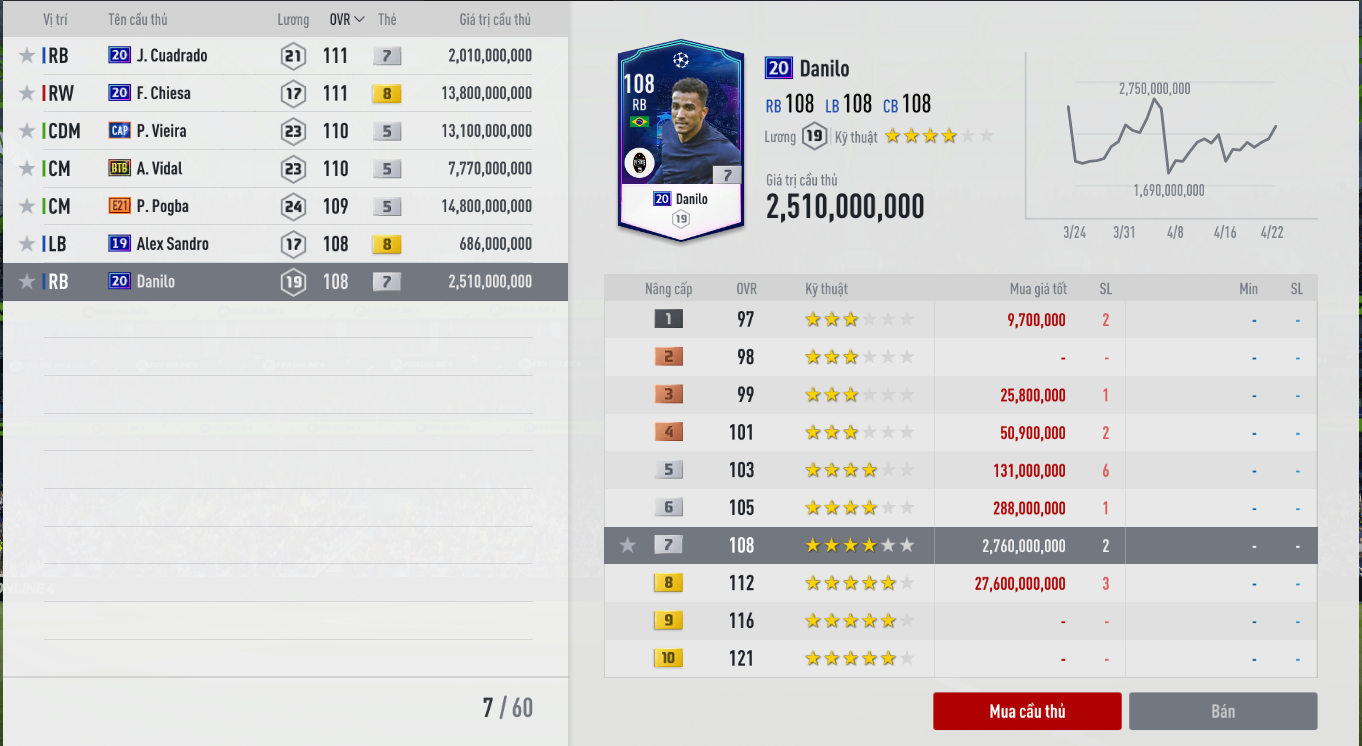 Vị trí Tên cầu thủ Lương OVR Thẻ Giá trị cầu thủ
RB 20 J. Cuadrado 21 111 7 2,010,000,000
RW 20 F. Chiesa 17 111 8 13,800,000,000
CDM CAP P. Vieira 23 110 5 13,100,000,000
CM BTB A. Vidal 23 110 5 7,770,000,000
CM E21 P. Pogba 24 109 5 14,800,000,000
LB 19 Alex Sandro 17 108 8 686,000,000
RB 20 Danilo 19 108 7 2,510,000,000
7 / 60
108
RB
7
20 Danilo
19
20 Danilo
RB 108 LB 108 CB 108
Lương 19 Kỹ thuật
Giá trị cầu thủ
2,510,000,000
2,750,000,000
1,690,000,000
3/24 3/31 4/8 4/16 4/22
Nâng cấp OVR Kỹ thuật Mua giá tốt SL Min SL
1 97 9,700,000 2 - -
2 98 - - - -
3 99 25,800,000 1 - -
4 101 50,900,000 2 - -
5 103 131,000,000 6 - -
6 105 288,000,000 1 - -
7 108 2,760,000,000 2 - -
8 112 27,600,000,000 3 - -
9 116 - - - -
10 121 - - - -
Mua cầu thủ Bán